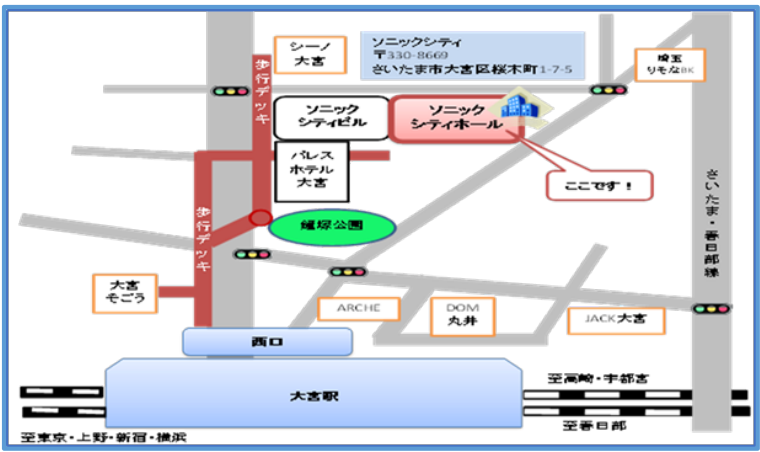 シーノ
大宮
ソニックシティ
〒330-8669
さいたま市大宮区桜木町1-7-5
埼玉
りそなBK
歩行デッキ
ソニック
シティビル
ソニック
シティホール
パレス
ホテル
大宮
ここです!
さいたま・春日部線
歩行デッキ
鐘塚公園
大宮
そごう
ARCHE
DOM
丸井
JACK大宮
西口
大宮駅
至高崎・宇都宮
至春日部
至東京・上野・新宿・横浜